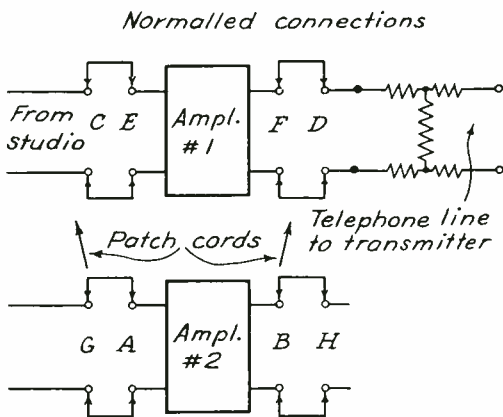 Normalled connections
From
studio
C E
Ampl.
#1
F D
Telephone line
to transmitter
Patch cords
G A
Ampl.
#2
B H